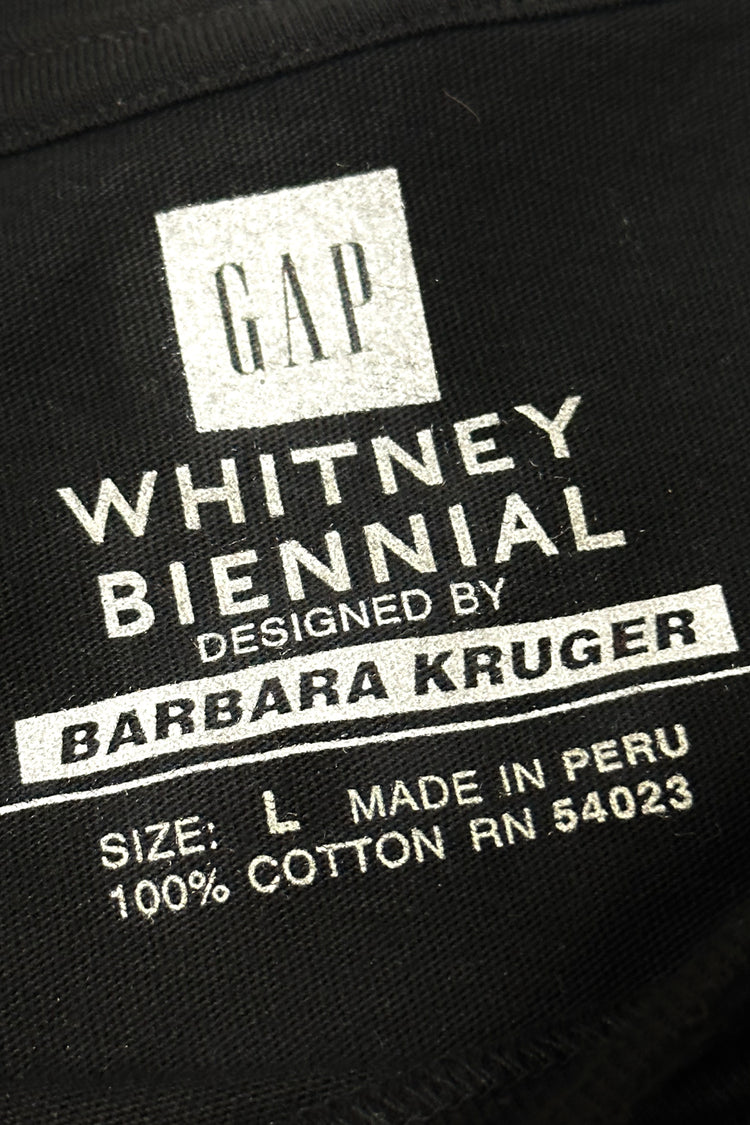 GAP
WHITNEY
BIENNIAL
DESIGNED BY
BARBARA KRUGER
SIZE: L MADE IN PERU
100% COTTON RN 54023